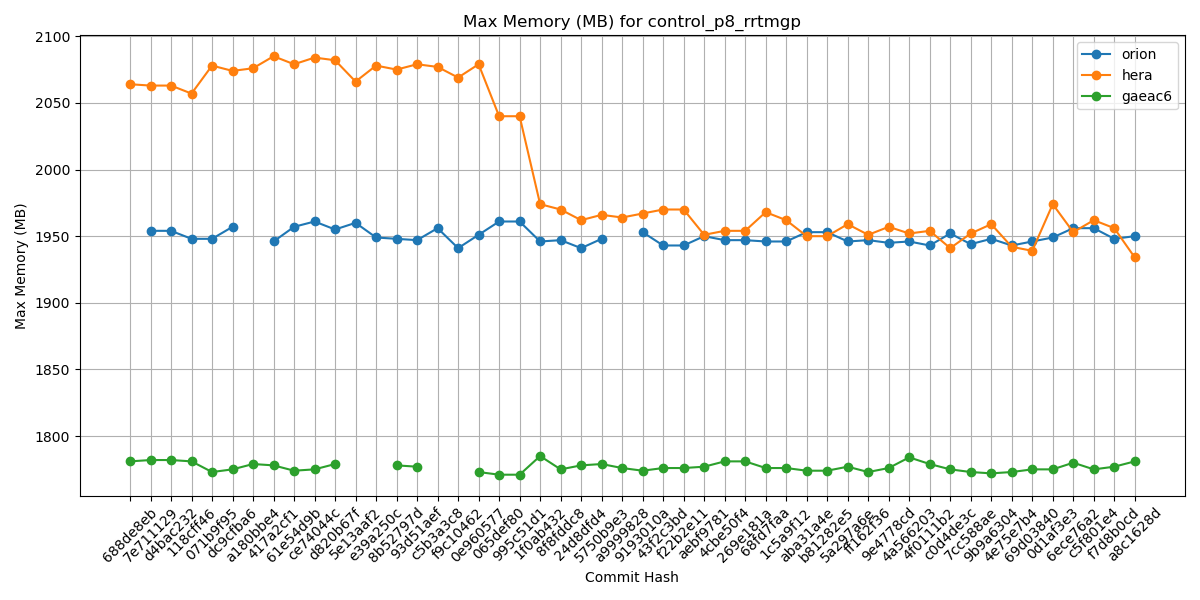 Max Memory (MB) for control_p8_rrtmgp
orion
hera
gaeac6
Max Memory (MB)
2100
2050
2000
1950
1900
1850
1800
688de8eb
7e711129
d4bac232
118cff46
071b9f95
dc9cfba6
a180bbe4
417a2cf1
61e54d9b
ce74044c
d820b67f
5e13aaf2
e39a250c
8b52797d
93d51aef
c5b3a3c8
f9c10462
0e960577
065def80
995c51d1
1f0ab432
8f6fddc8
24d8dfd4
5750b9e3
a9999828
9193010a
43f2c3bd
f22b2e11
aebf9781
4cbe50f4
269e181a
68fd7faa
1c5a9f12
aba31a4e
b81282e5
5a297a6e
ff162f36
9e4778cd
4a566203
4f0111b2
c0d4de3c
7cc588ae
9b9a6304
4e75e7b4
69d03840
0d1af3e3
6ece76a2
c5f801e4
f7d8b0cd
a8c1628d
Commit Hash